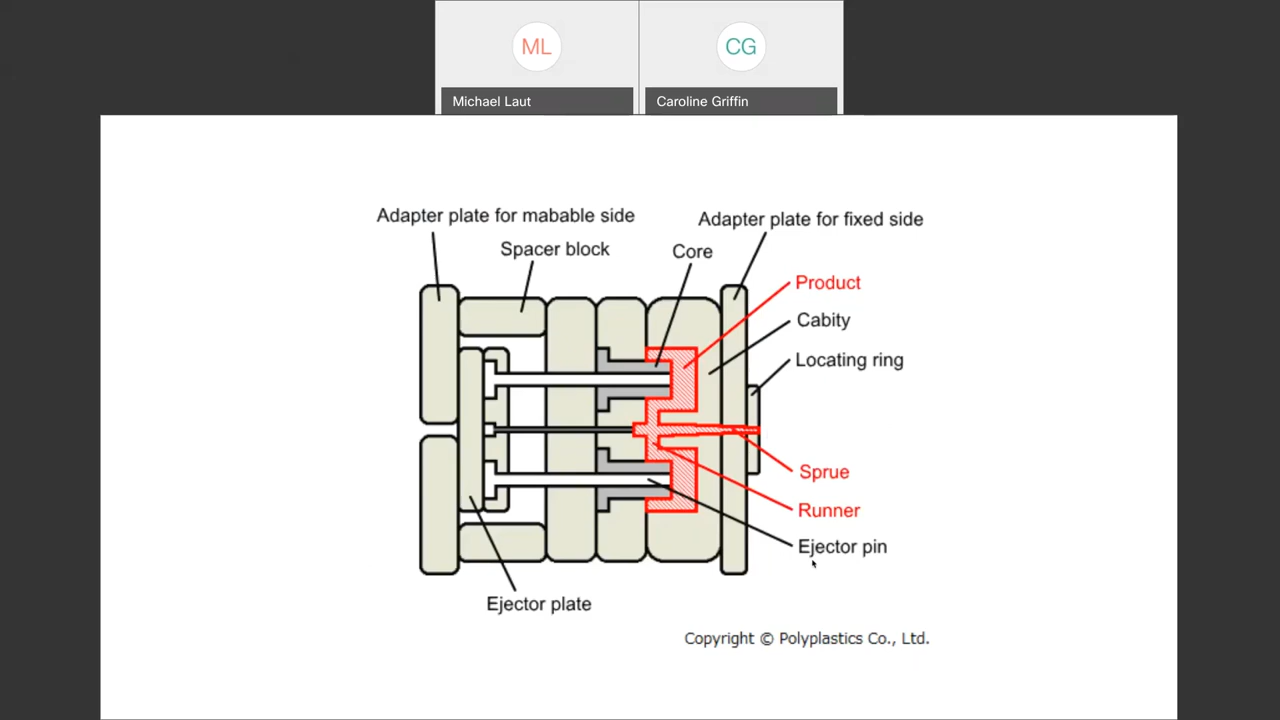 ML
CG
Michael Laut
Caroline Griffin
Adapter plate for mabable side
Adapter plate for fixed side
Spacer block
Core
Product
Cabity
Locating ring
Sprue
Runner
Ejector pin
Ejector plate
Copyright © Polyplastics Co., Ltd.